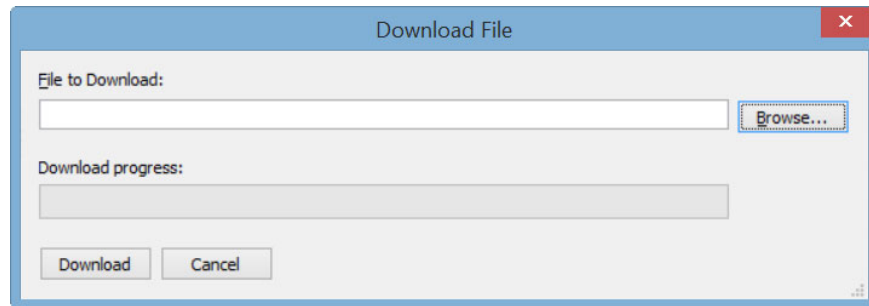 Download File
File to Download:
Browse...
Download progress:
Download Cancel